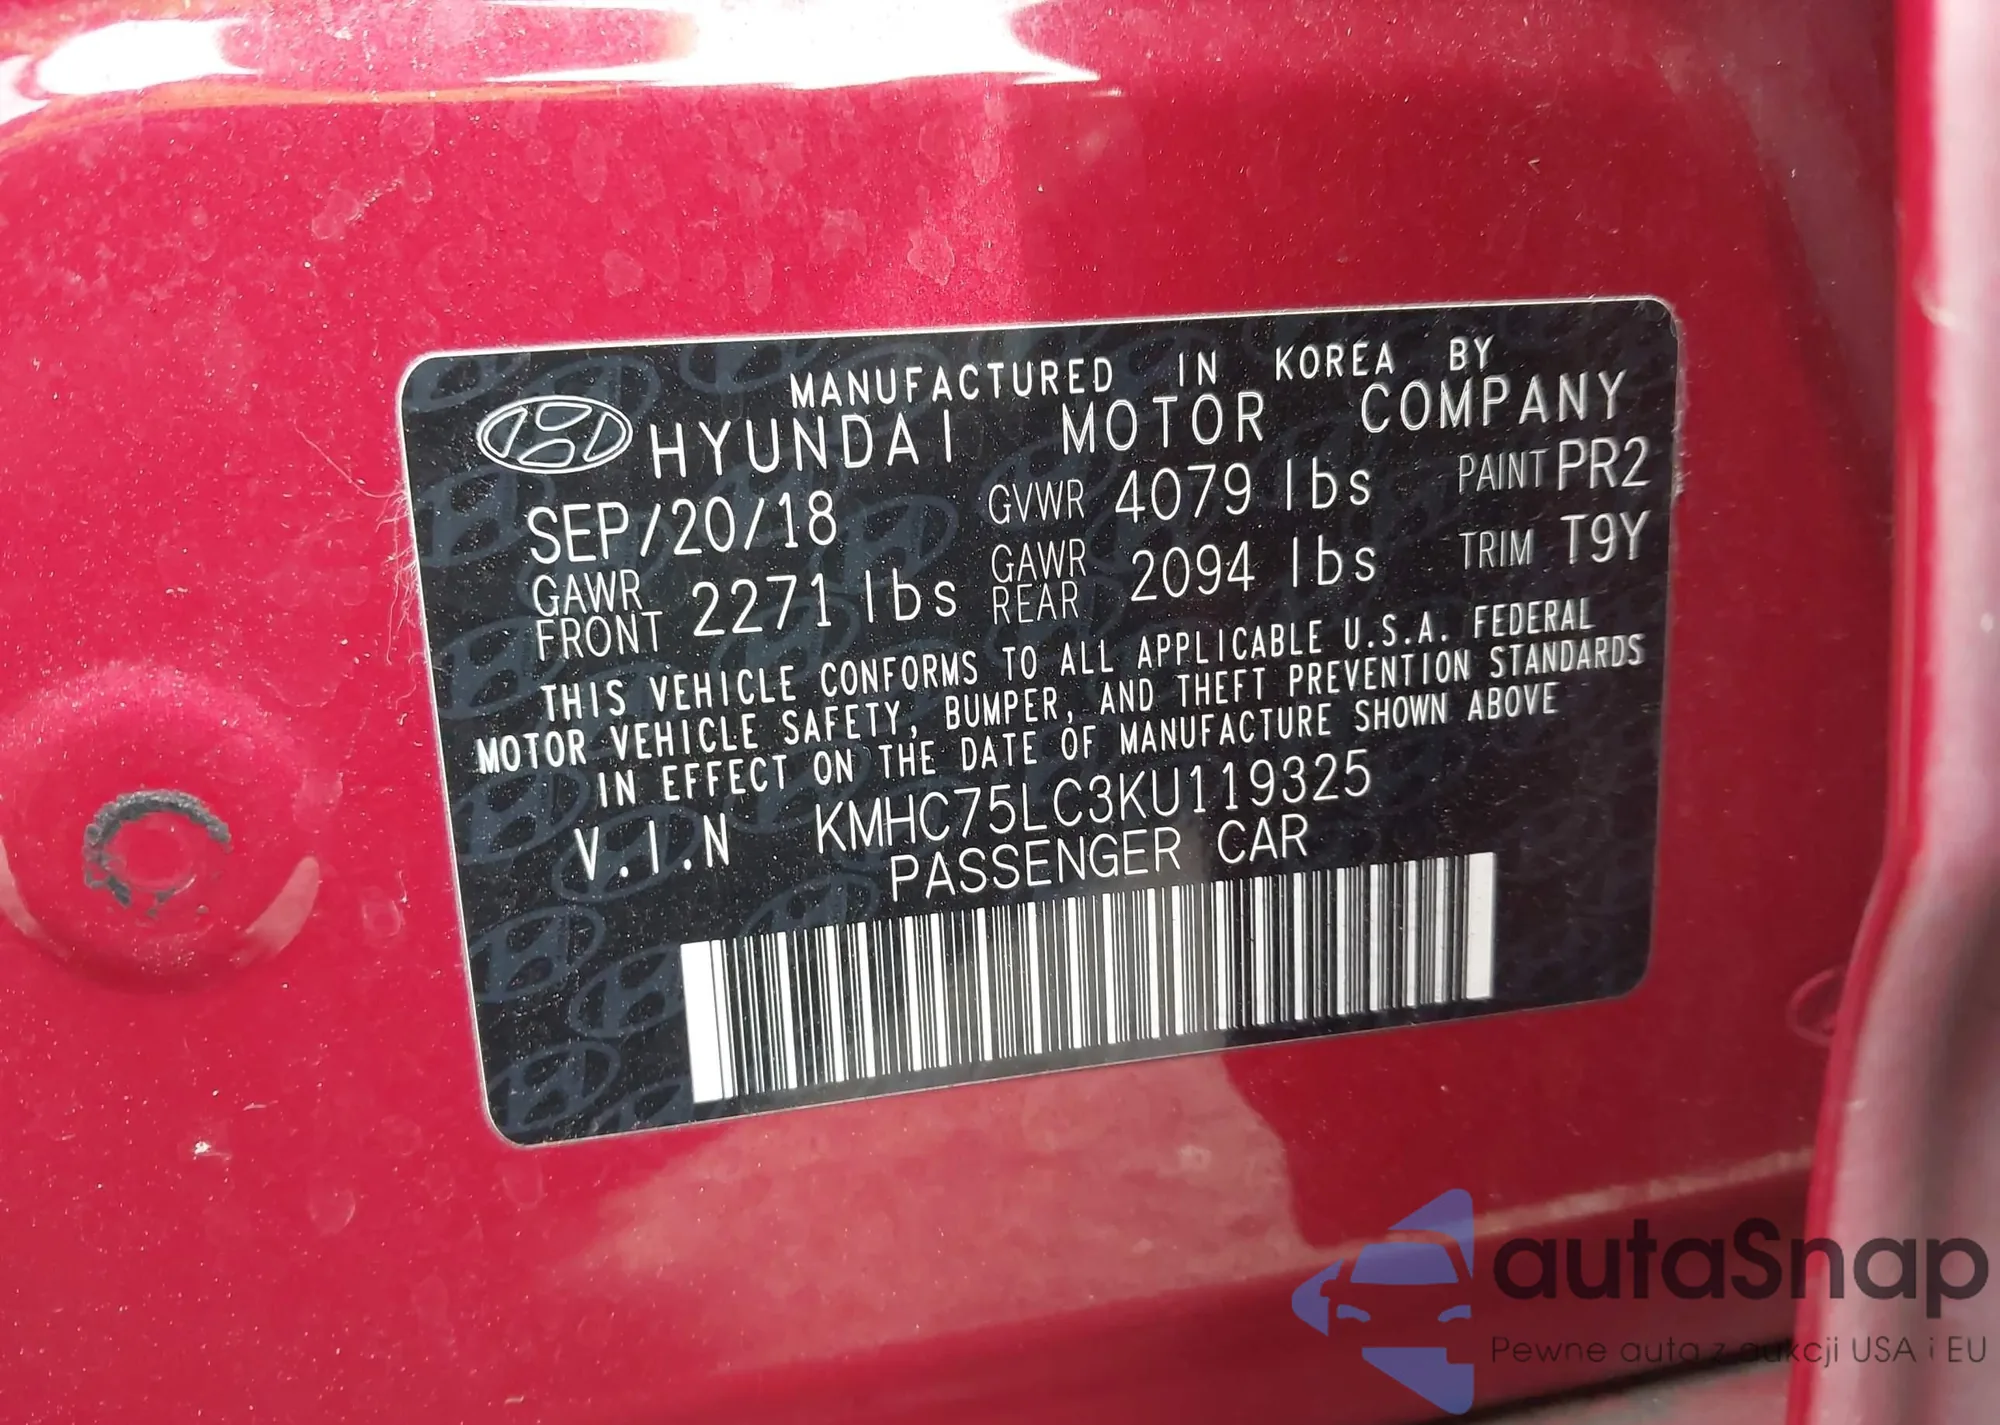 MANUFACTURED IN KOREA BY
HYUNDAI MOTOR COMPANY
SEP/20/18 GVWR 4079 lbs PAINT PR2
GAWR FRONT 2271 lbs GAWR REAR 2094 lbs TRIM T9Y
THIS VEHICLE CONFORMS TO ALL APPLICABLE U.S.A. FEDERAL
MOTOR VEHICLE SAFETY, BUMPER, AND THEFT PREVENTION STANDARDS
IN EFFECT ON THE DATE OF MANUFACTURE SHOWN ABOVE
V.I.N KMHC75LC3KU119325
PASSENGER CAR
autaSnap
Pewne auta z aukcji USA i EU